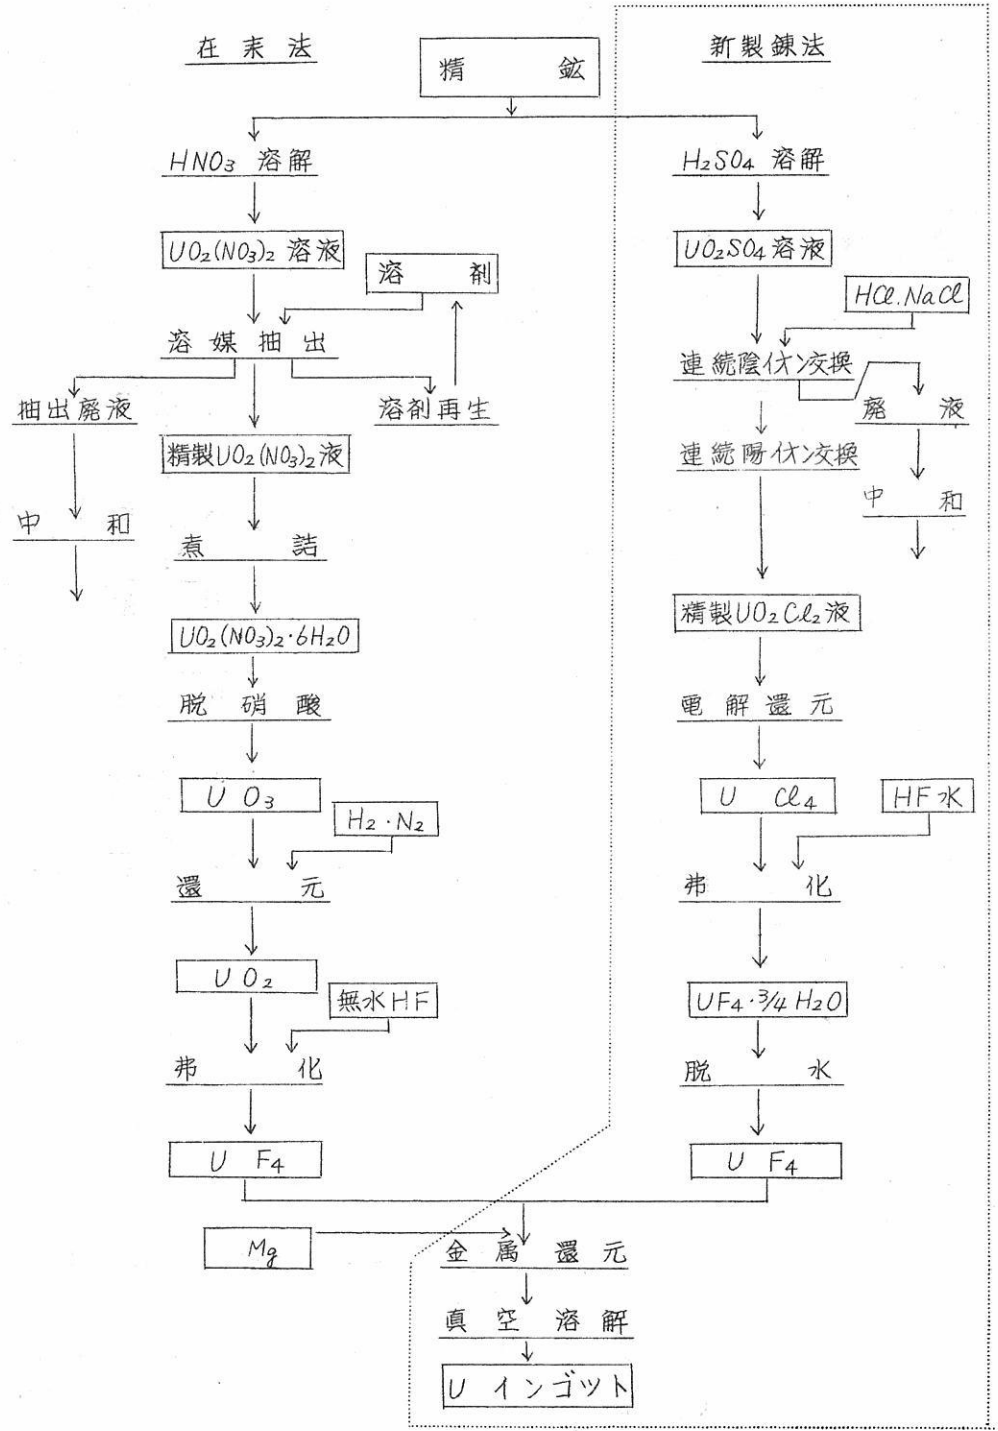 在来法
新製錬法
精鉱
HNO₃ 溶解
UO₂(NO₃)₂ 溶液
溶剤
溶媒抽出
抽出廃液
溶剤再生
中和
精製UO₂(NO₃)₂液
煮詰
UO₂(NO₃)₂・6H₂O
脱硝酸
UO₃
H₂・N₂
還元
UO₂
無水HF
弗化
UF₄
H₂SO₄ 溶解
UO₂SO₄溶液
HCl.NaCl
連続陰イオン交換
廃液
連続陽イオン交換
中和
精製UO₂Cl₂液
電解還元
UCl₄
HF水
弗化
UF₄・3/4H₂O
脱水
UF₄
Mg
金属還元
真空溶解
U インゴット